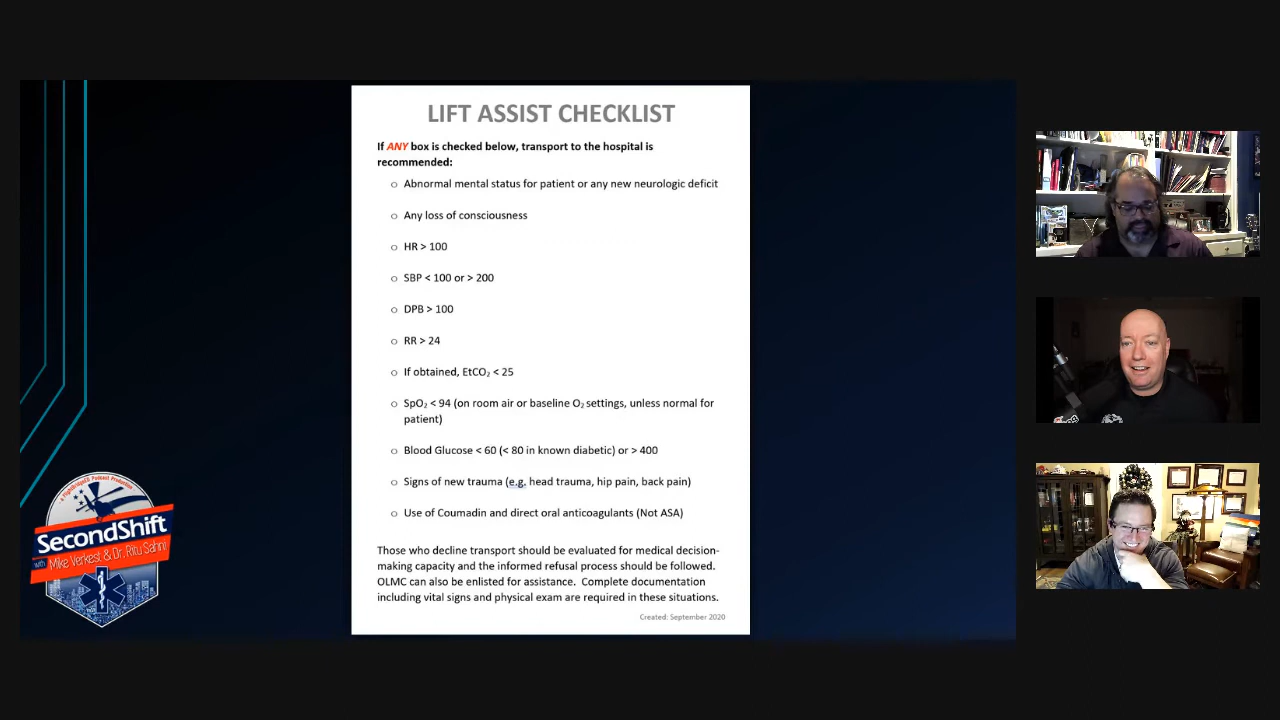 LIFT ASSIST CHECKLIST
If ANY box is checked below, transport to the hospital is
recommended:
Abnormal mental status for patient or any new neurologic deficit
Any loss of consciousness
HR > 100
SBP < 100 or > 200
DPB > 100
RR > 24
If obtained, EtCO₂ < 25
SpO₂ < 94 (on room air or baseline O₂ settings, unless normal for
patient)
Blood Glucose < 60 (< 80 in known diabetic) or > 400
Signs of new trauma (e.g. head trauma, hip pain, back pain)
Use of Coumadin and direct oral anticoagulants (Not ASA)
Those who decline transport should be evaluated for medical decision-
making capacity and the informed refusal process should be followed.
OLMC can also be enlisted for assistance.  Complete documentation
including vital signs and physical exam are required in these situations.
Created: September 2020
a FlightBridgeED Podcast Production
SecondShift
with Mike Verkest & Dr. Ritu Sahni